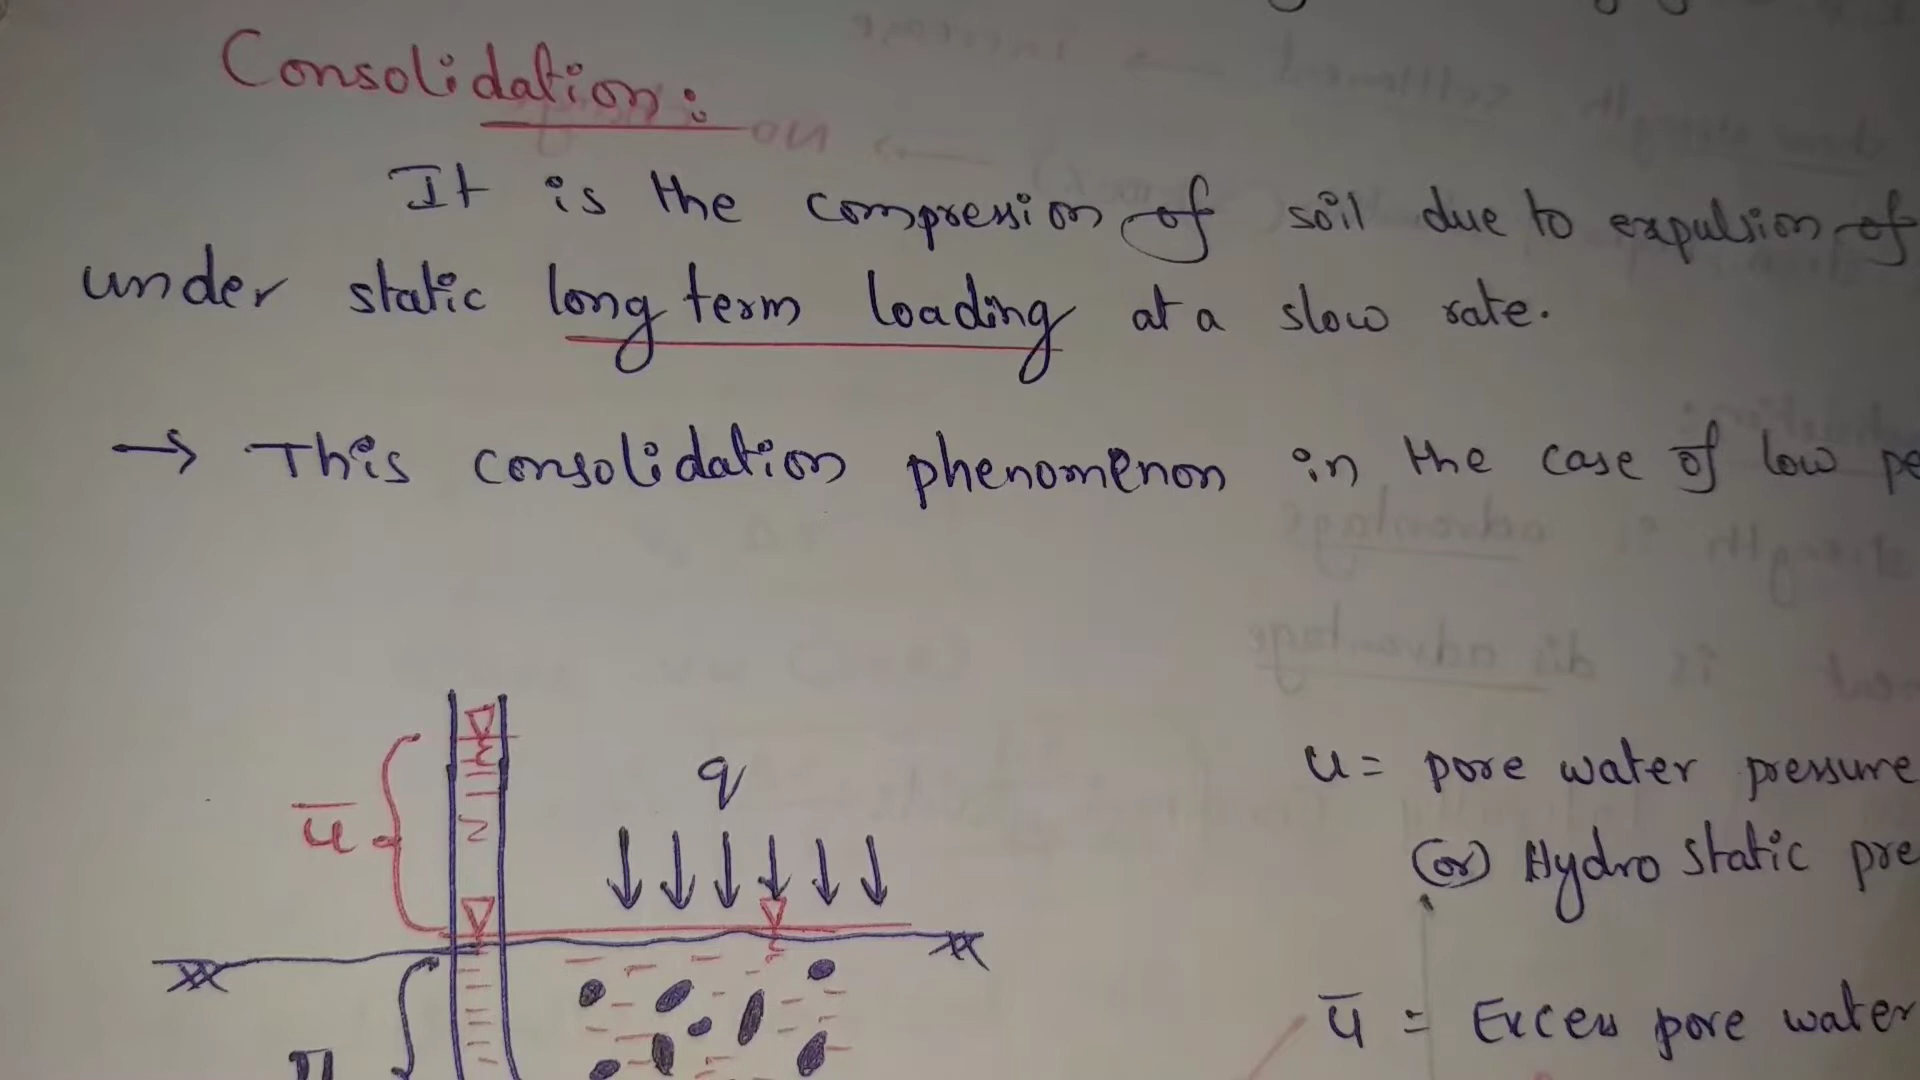 Consolidation:
It is the compression of soil due to expulsion of
under static long term loading at a slow rate.
→ This consolidation phenomenon in the case of low pe
q
u̅
u = pore water pressure
(or) Hydro static pre
u̅ = Excess pore water